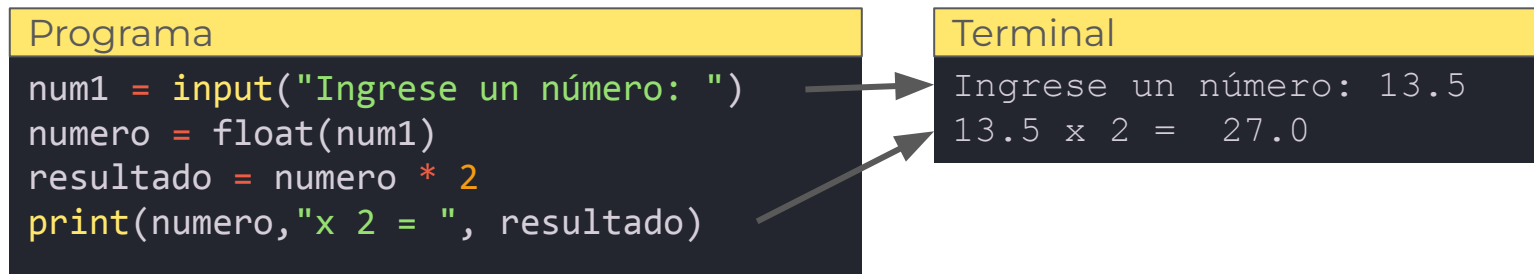 Programa
num1 = input("Ingrese un número: ")
numero = float(num1)
resultado = numero * 2
print(numero,"x 2 = ", resultado)
Terminal
Ingrese un número: 13.5
13.5 x 2 =  27.0